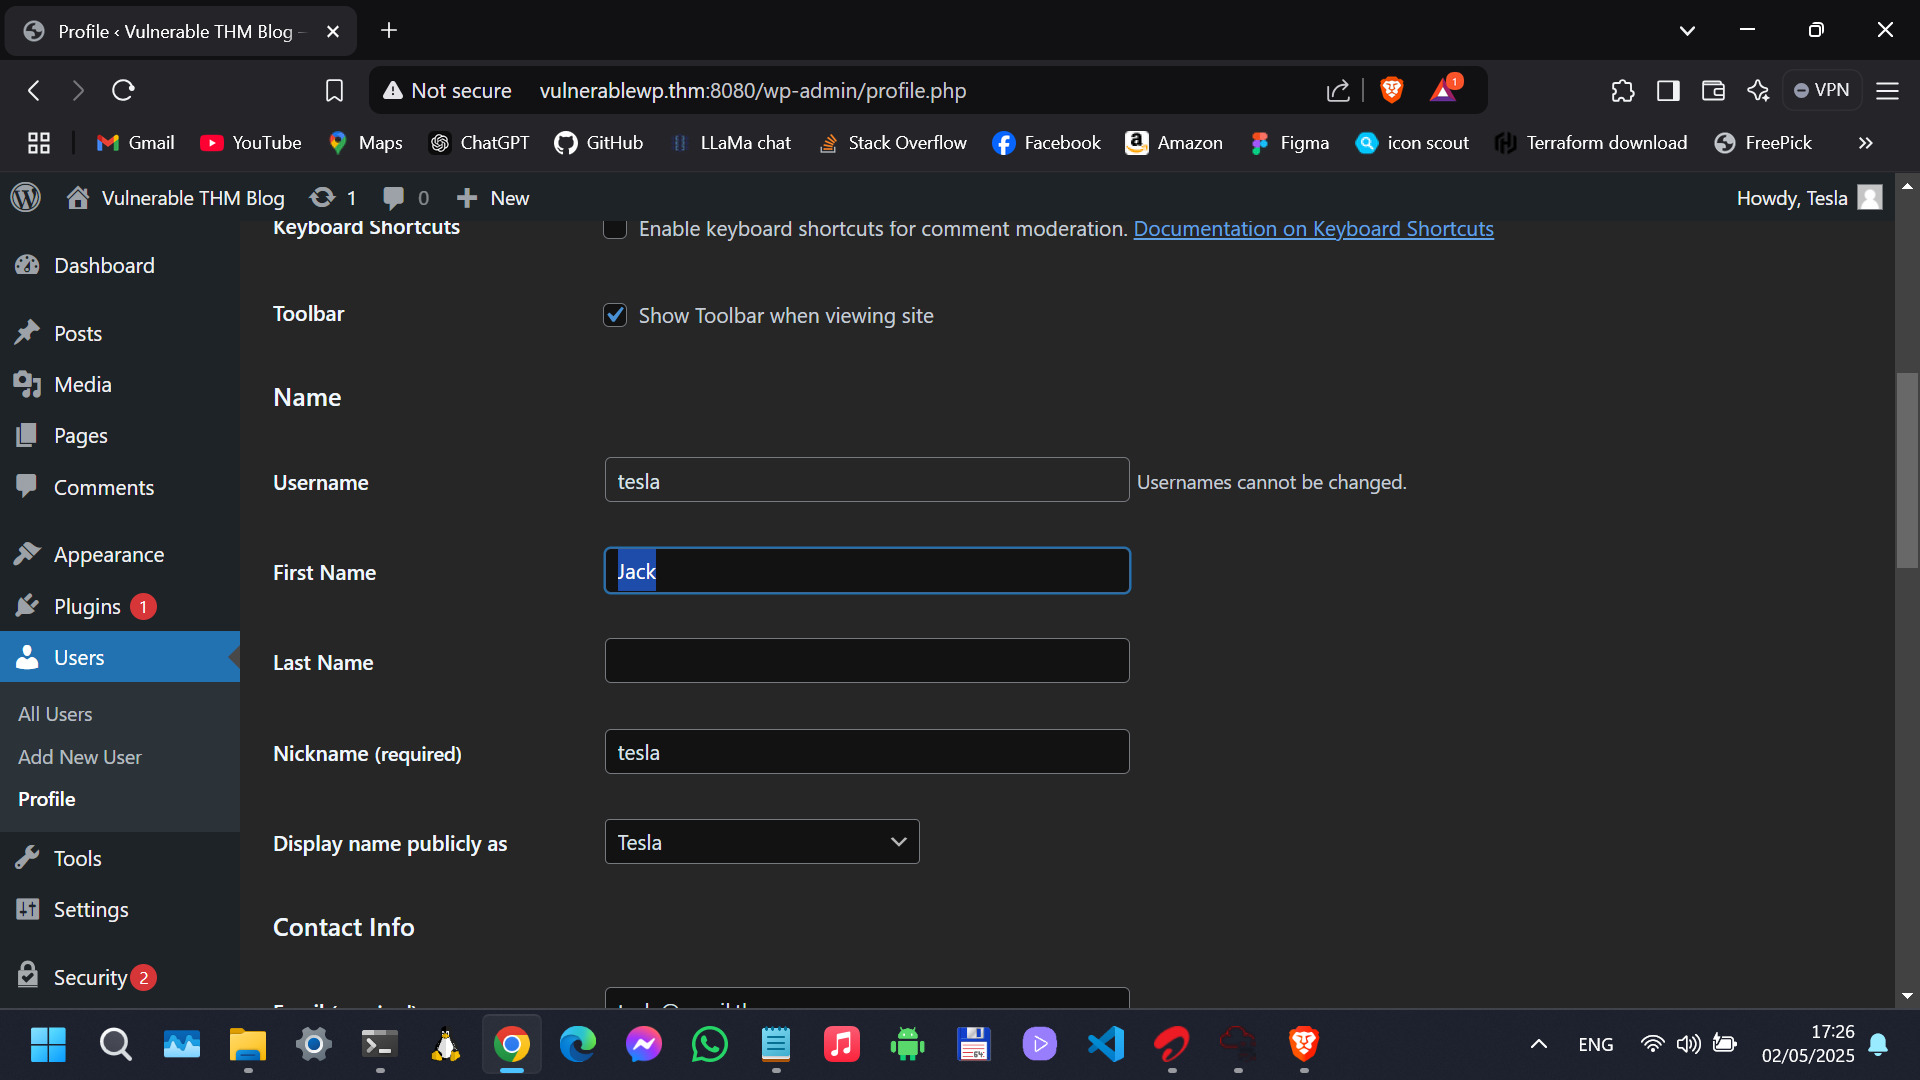 Profile ‹ Vulnerable THM Blog
Not secure vulnerablewp.thm:8080/wp-admin/profile.php
1
VPN
Gmail YouTube Maps ChatGPT GitHub LLaMa chat Stack Overflow Facebook Amazon Figma icon scout Terraform download FreePick
Vulnerable THM Blog 1 0 New Howdy, Tesla
Keyboard Shortcuts Enable keyboard shortcuts for comment moderation. Documentation on Keyboard Shortcuts
Dashboard
Toolbar Show Toolbar when viewing site
Posts
Media
Name
Pages
Username tesla Usernames cannot be changed.
Comments
Appearance
First Name Jack
Plugins 1
Users
Last Name
All Users
Nickname (required) tesla
Add New User
Profile
Display name publicly as Tesla
Tools
Settings
Contact Info
Security 2
64
ENG
17:26
02/05/2025